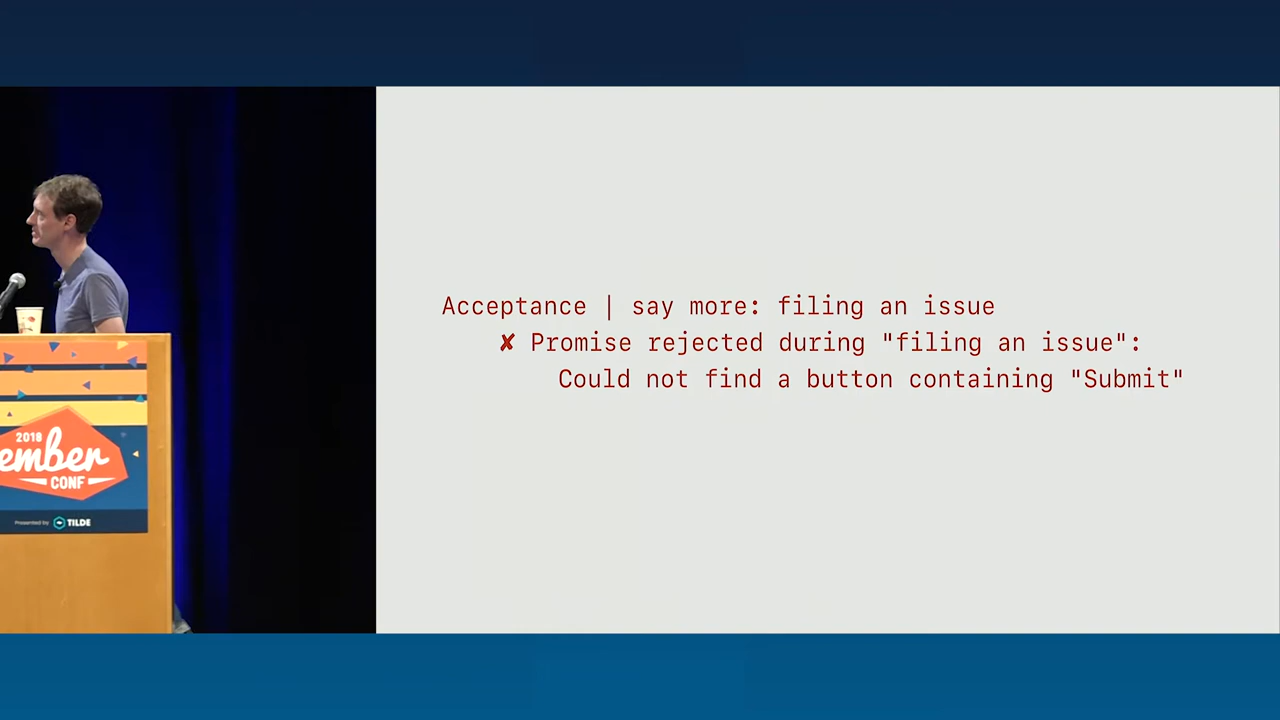 Acceptance | say more: filing an issue
✘ Promise rejected during "filing an issue":
Could not find a button containing "Submit"
2018
ember
CONF
Presented by TILDE